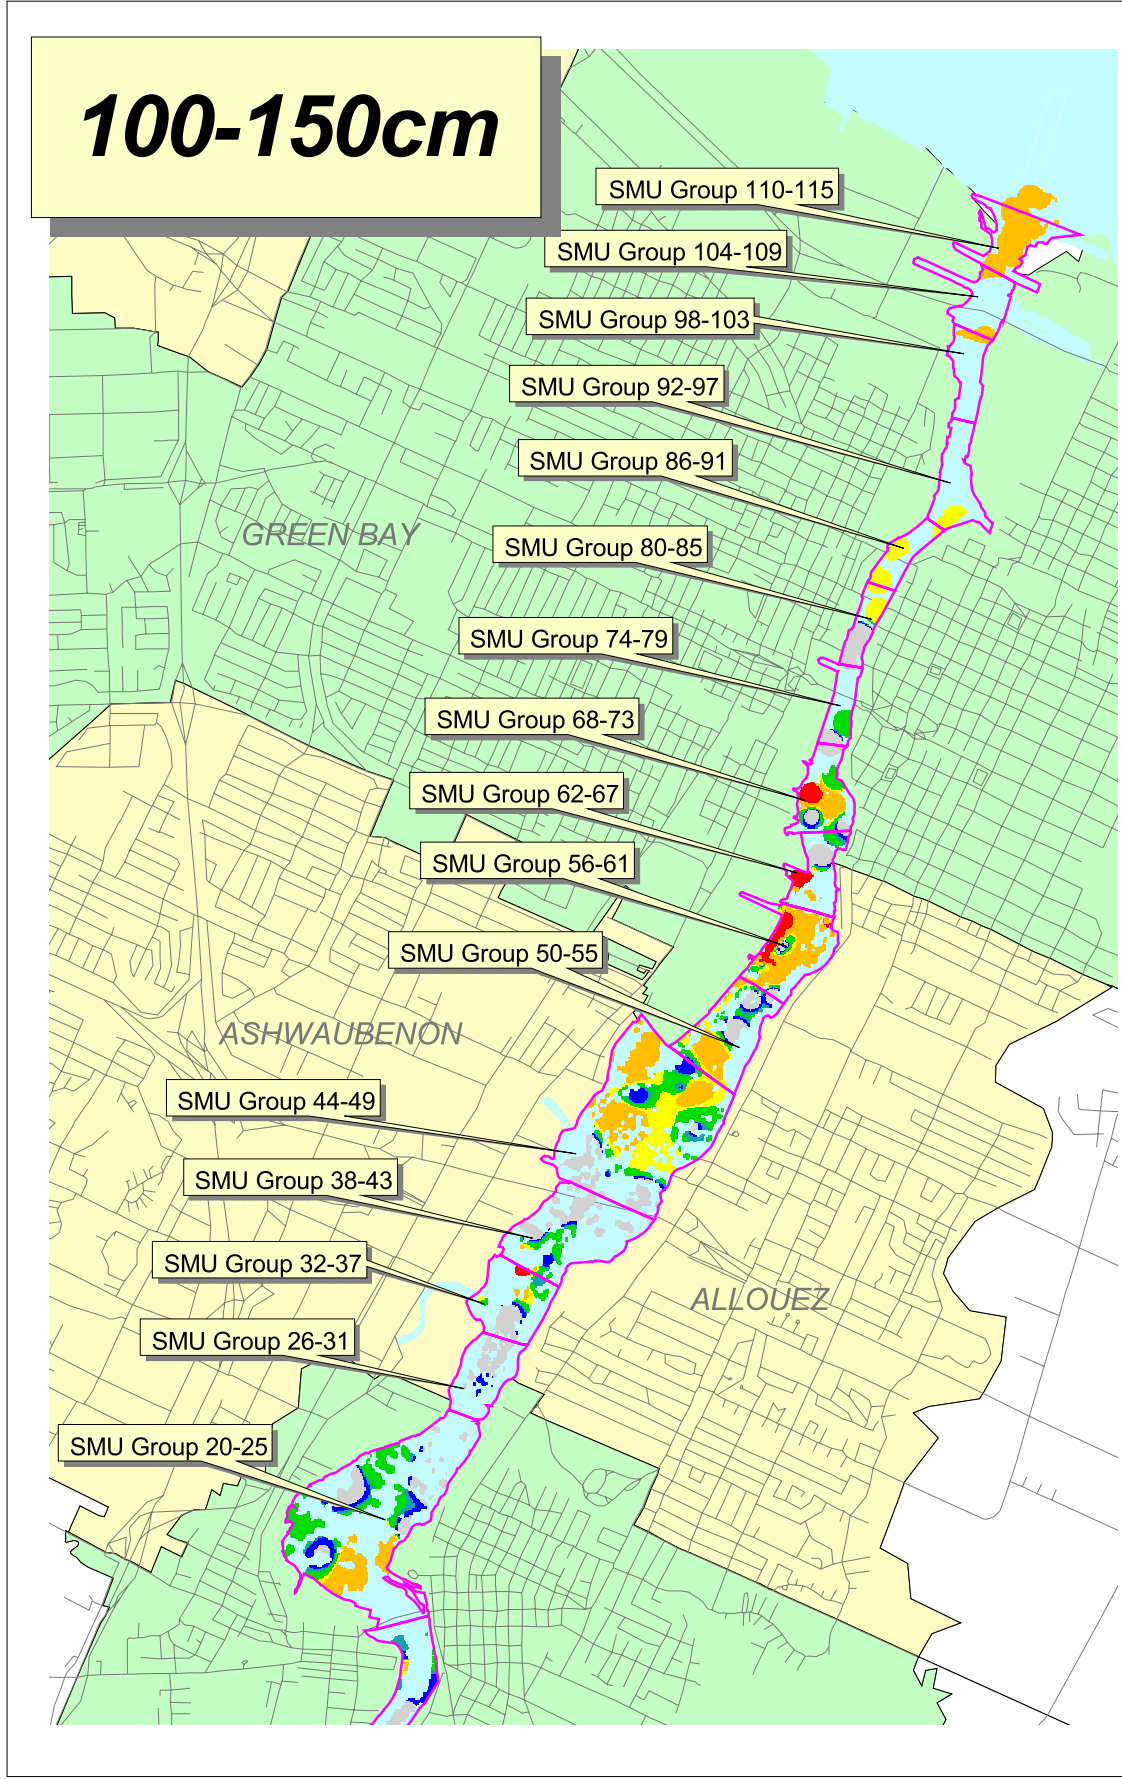 100-150cm
SMU Group 110-115
SMU Group 104-109
SMU Group 98-103
SMU Group 92-97
SMU Group 86-91
GREEN BAY
SMU Group 80-85
SMU Group 74-79
SMU Group 68-73
SMU Group 62-67
SMU Group 56-61
SMU Group 50-55
ASHWAUBENON
SMU Group 44-49
SMU Group 38-43
SMU Group 32-37
ALLOUEZ
SMU Group 26-31
SMU Group 20-25